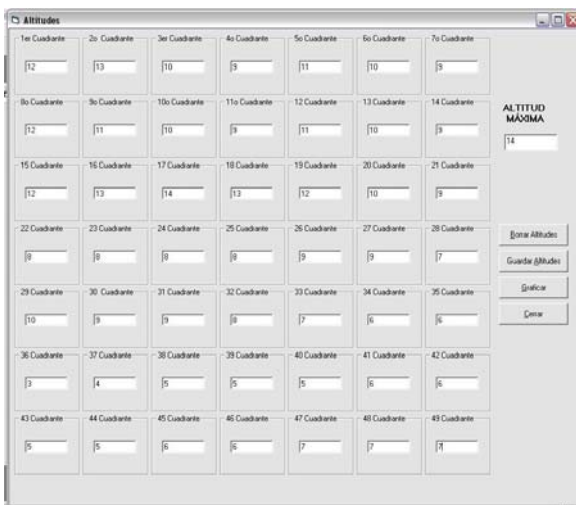 Altitudes
1er Cuadrante 2o Cuadrante 3er Cuadrante 4o Cuadrante 5o Cuadrante 6o Cuadrante 7o Cuadrante
12 13 10 9 11 10 9
8o Cuadrante 9o Cuadrante 10o Cuadrante 11o Cuadrante 12 Cuadrante 13 Cuadrante 14 Cuadrante
12 11 10 9 11 10 9
ALTITUD
MÁXIMA
14
15 Cuadrante 16 Cuadrante 17 Cuadrante 18 Cuadrante 19 Cuadrante 20 Cuadrante 21 Cuadrante
12 13 14 13 12 10 9
22 Cuadrante 23 Cuadrante 24 Cuadrante 25 Cuadrante 26 Cuadrante 27 Cuadrante 28 Cuadrante
8 8 8 8 9 9 7
Borrar Altitudes
Guardar Altitudes
Graficar
Cerrar
29 Cuadrante 30 Cuadrante 31 Cuadrante 32 Cuadrante 33 Cuadrante 34 Cuadrante 35 Cuadrante
10 9 9 8 7 6 6
36 Cuadrante 37 Cuadrante 38 Cuadrante 39 Cuadrante 40 Cuadrante 41 Cuadrante 42 Cuadrante
3 4 5 5 5 6 6
43 Cuadrante 44 Cuadrante 45 Cuadrante 46 Cuadrante 47 Cuadrante 48 Cuadrante 49 Cuadrante
5 5 6 6 7 7 7